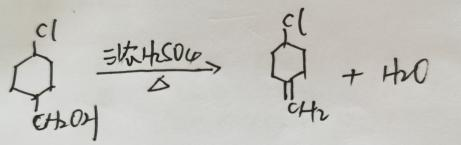 Cl Cl
浓H2SO4
△
+ H2O
CH2OH CH2